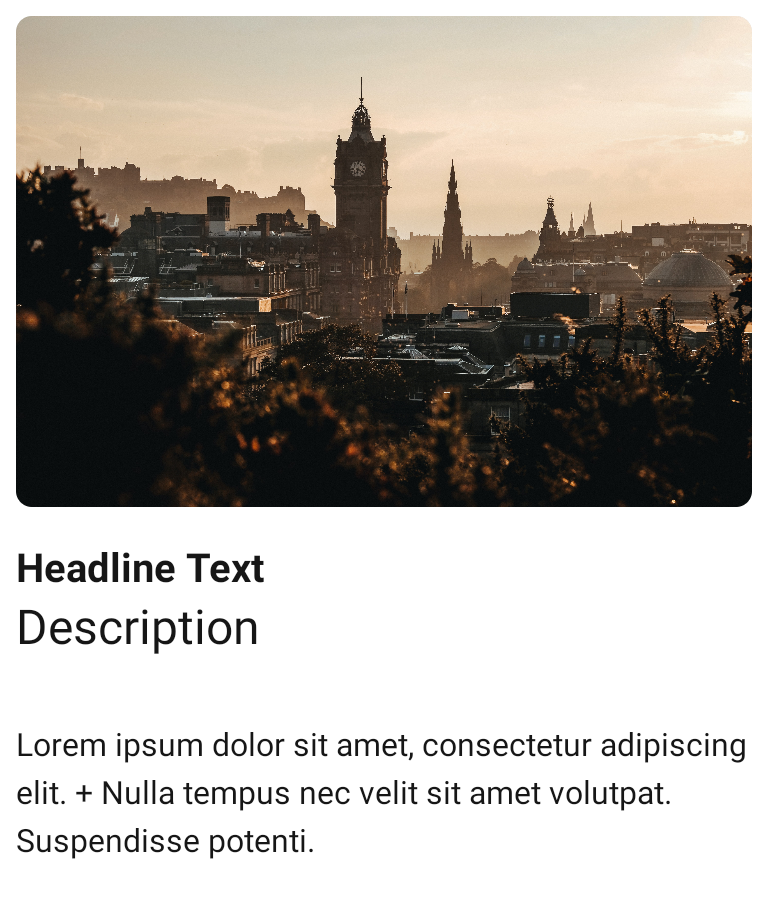 Headline Text
Description
Lorem ipsum dolor sit amet, consectetur adipiscing
elit. + Nulla tempus nec velit sit amet volutpat.
Suspendisse potenti.